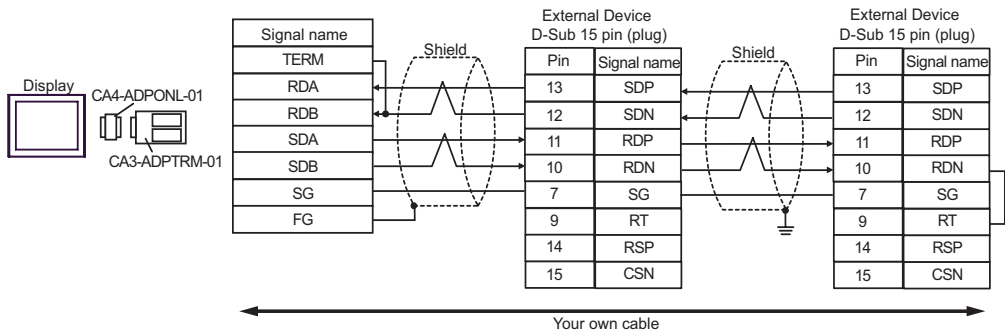 Display
CA4-ADPONL-01
CA3-ADPTRM-01
Signal name
TERM
RDA
RDB
SDA
SDB
SG
FG
Shield
External Device
D-Sub 15 pin (plug)
Pin Signal name
13 SDP
12 SDN
11 RDP
10 RDN
7 SG
9 RT
14 RSP
15 CSN
Shield
External Device
D-Sub 15 pin (plug)
Pin Signal name
13 SDP
12 SDN
11 RDP
10 RDN
7 SG
9 RT
14 RSP
15 CSN
Your own cable